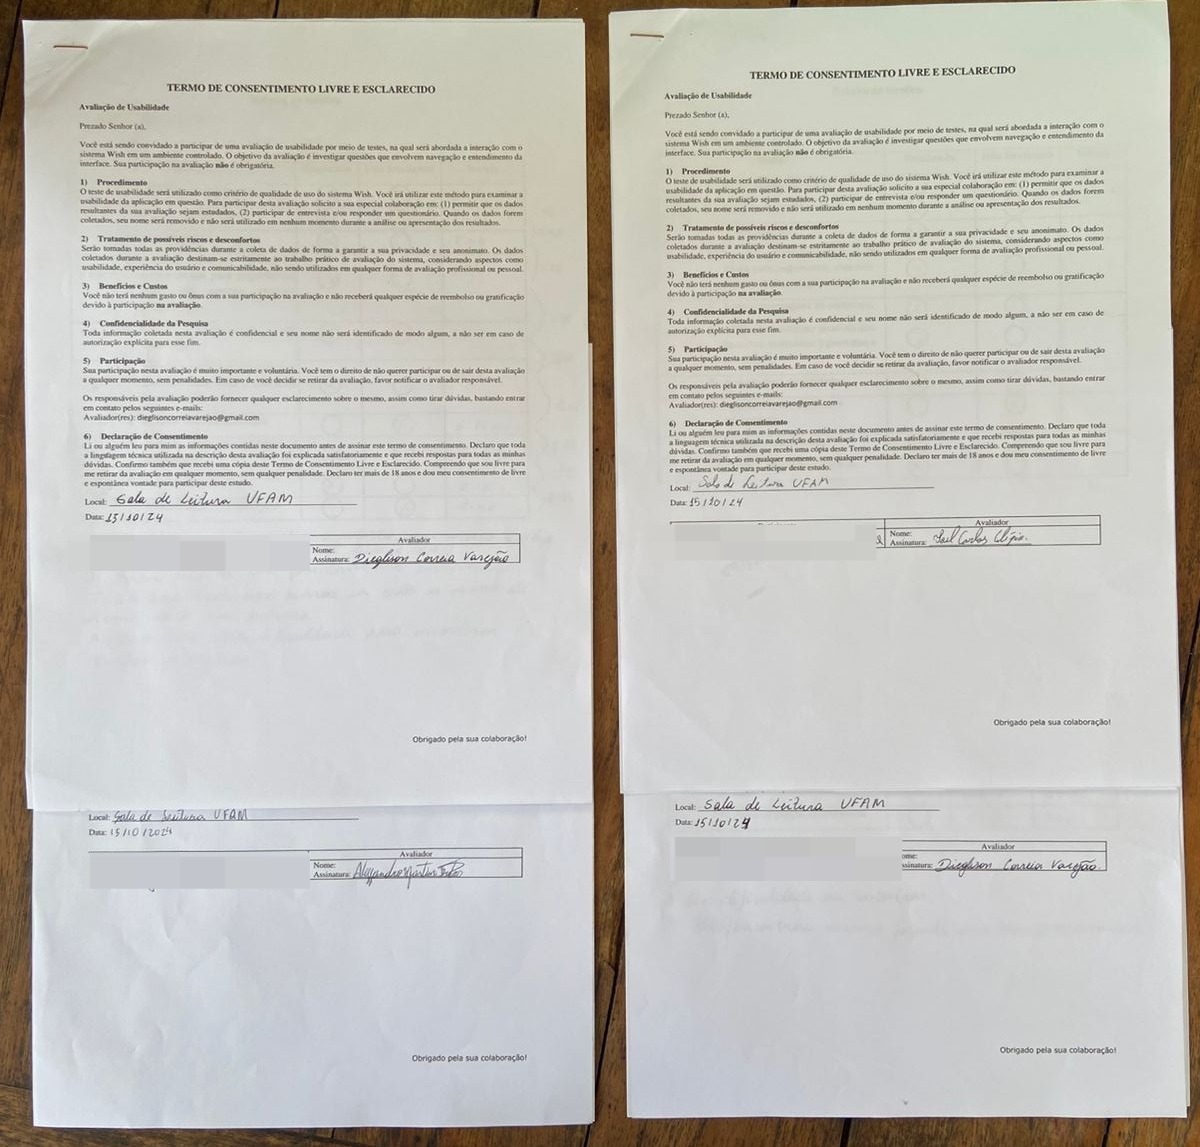 TERMO DE CONSENTIMENTO LIVRE E ESCLARECIDO
Avaliação de Usabilidade
Prezado Senhor (a),
Você está sendo convidado a participar de uma avaliação de usabilidade por meio de testes, na qual será abordada a interação com o
sistema Wish em um ambiente controlado. O objetivo da avaliação é investigar questões que envolvem navegação e entendimento da
interface. Sua participação na avaliação não é obrigatória.
1) Procedimento
O teste de usabilidade será utilizado como critério de qualidade de uso do sistema Wish. Você irá utilizar este método para examinar a
usabilidade da aplicação em questão. Para participar desta avaliação solicito a sua especial colaboração em: (1) permitir que os dados
resultantes da sua avaliação sejam estudados, (2) participar de entrevista e/ou responder um questionário. Quando os dados forem
coletados, seu nome será removido e não será utilizado em nenhum momento durante a análise ou apresentação dos resultados.
2) Tratamento de possíveis riscos e desconfortos
Serão tomadas todas as providências durante a coleta de dados de forma a garantir a sua privacidade e seu anonimato. Os dados
coletados durante a avaliação destinam-se estritamente ao trabalho prático de avaliação do sistema, considerando aspectos como
usabilidade, experiência do usuário e comunicabilidade, não sendo utilizados em qualquer forma de avaliação profissional ou pessoal.
3) Benefícios e Custos
Você não terá nenhum gasto ou ônus com a sua participação na avaliação e não receberá qualquer espécie de reembolso ou gratificação
devido à participação na avaliação.
4) Confidencialidade da Pesquisa
Toda informação coletada nesta avaliação é confidencial e seu nome não será identificado de modo algum, a não ser em caso de
autorização explícita para esse fim.
5) Participação
Sua participação nesta avaliação é muito importante e voluntária. Você tem o direito de não querer participar ou de sair desta avaliação
a qualquer momento, sem penalidades. Em caso de você decidir se retirar da avaliação, favor notificar o avaliador responsável.
Os responsáveis pela avaliação poderão fornecer qualquer esclarecimento sobre o mesmo, assim como tirar dúvidas, bastando entrar
em contato pelos seguintes e-mails:
Avaliador(res): dieglisoncorreiavarejao@gmail.com
6) Declaração de Consentimento
Li ou alguém leu para mim as informações contidas neste documento antes de assinar este termo de consentimento. Declaro que toda
a linguagem técnica utilizada na descrição desta avaliação foi explicada satisfatoriamente e que recebi respostas para todas as minhas
dúvidas. Confirmo também que recebi uma cópia deste Termo de Consentimento Livre e Esclarecido. Compreendo que sou livre para
me retirar da avaliação em qualquer momento, sem qualquer penalidade. Declaro ter mais de 18 anos e dou meu consentimento de livre
e espontânea vontade para participar deste estudo.
Local: Sala de Leitura UFAM
Data: 15/10/24
Avaliador
Nome:
Assinatura: Dieglison Correia Varejão
Obrigado pela sua colaboração!
Local: Sala de Leitura UFAM
Data: 15/10/2024
Avaliador
Nome:
Assinatura:
Obrigado pela sua colaboração!
TERMO DE CONSENTIMENTO LIVRE E ESCLARECIDO
Avaliação de Usabilidade
Prezado Senhor (a),
Você está sendo convidado a participar de uma avaliação de usabilidade por meio de testes, na qual será abordada a interação com o
sistema Wish em um ambiente controlado. O objetivo da avaliação é investigar questões que envolvem navegação e entendimento da
interface. Sua participação na avaliação não é obrigatória.
1) Procedimento
O teste de usabilidade será utilizado como critério de qualidade de uso do sistema Wish. Você irá utilizar este método para examinar a
usabilidade da aplicação em questão. Para participar desta avaliação solicito a sua especial colaboração em: (1) permitir que os dados
resultantes da sua avaliação sejam estudados, (2) participar de entrevista e/ou responder um questionário. Quando os dados forem
coletados, seu nome será removido e não será utilizado em nenhum momento durante a análise ou apresentação dos resultados.
2) Tratamento de possíveis riscos e desconfortos
Serão tomadas todas as providências durante a coleta de dados de forma a garantir a sua privacidade e seu anonimato. Os dados
coletados durante a avaliação destinam-se estritamente ao trabalho prático de avaliação do sistema, considerando aspectos como
usabilidade, experiência do usuário e comunicabilidade, não sendo utilizados em qualquer forma de avaliação profissional ou pessoal.
3) Benefícios e Custos
Você não terá nenhum gasto ou ônus com a sua participação na avaliação e não receberá qualquer espécie de reembolso ou gratificação
devido à participação na avaliação.
4) Confidencialidade da Pesquisa
Toda informação coletada nesta avaliação é confidencial e seu nome não será identificado de modo algum, a não ser em caso de
autorização explícita para esse fim.
5) Participação
Sua participação nesta avaliação é muito importante e voluntária. Você tem o direito de não querer participar ou de sair desta avaliação
a qualquer momento, sem penalidades. Em caso de você decidir se retirar da avaliação, favor notificar o avaliador responsável.
Os responsáveis pela avaliação poderão fornecer qualquer esclarecimento sobre o mesmo, assim como tirar dúvidas, bastando entrar
em contato pelos seguintes e-mails:
Avaliador(res): dieglisoncorreiavarejao@gmail.com
6) Declaração de Consentimento
Li ou alguém leu para mim as informações contidas neste documento antes de assinar este termo de consentimento. Declaro que toda
a linguagem técnica utilizada na descrição desta avaliação foi explicada satisfatoriamente e que recebi respostas para todas as minhas
dúvidas. Confirmo também que recebi uma cópia deste Termo de Consentimento Livre e Esclarecido. Compreendo que sou livre para
me retirar da avaliação em qualquer momento, sem qualquer penalidade. Declaro ter mais de 18 anos e dou meu consentimento de livre
e espontânea vontade para participar deste estudo.
Local: Sala de Leitura UFAM
Data: 15/10/24
Avaliador
Nome:
Assinatura: Carlos
Obrigado pela sua colaboração!
Local: Sala de Leitura UFAM
Data: 15/10/24
Avaliador
ome:
ssinatura: Dieglison Correia Varejão
Obrigado pela sua colaboração!